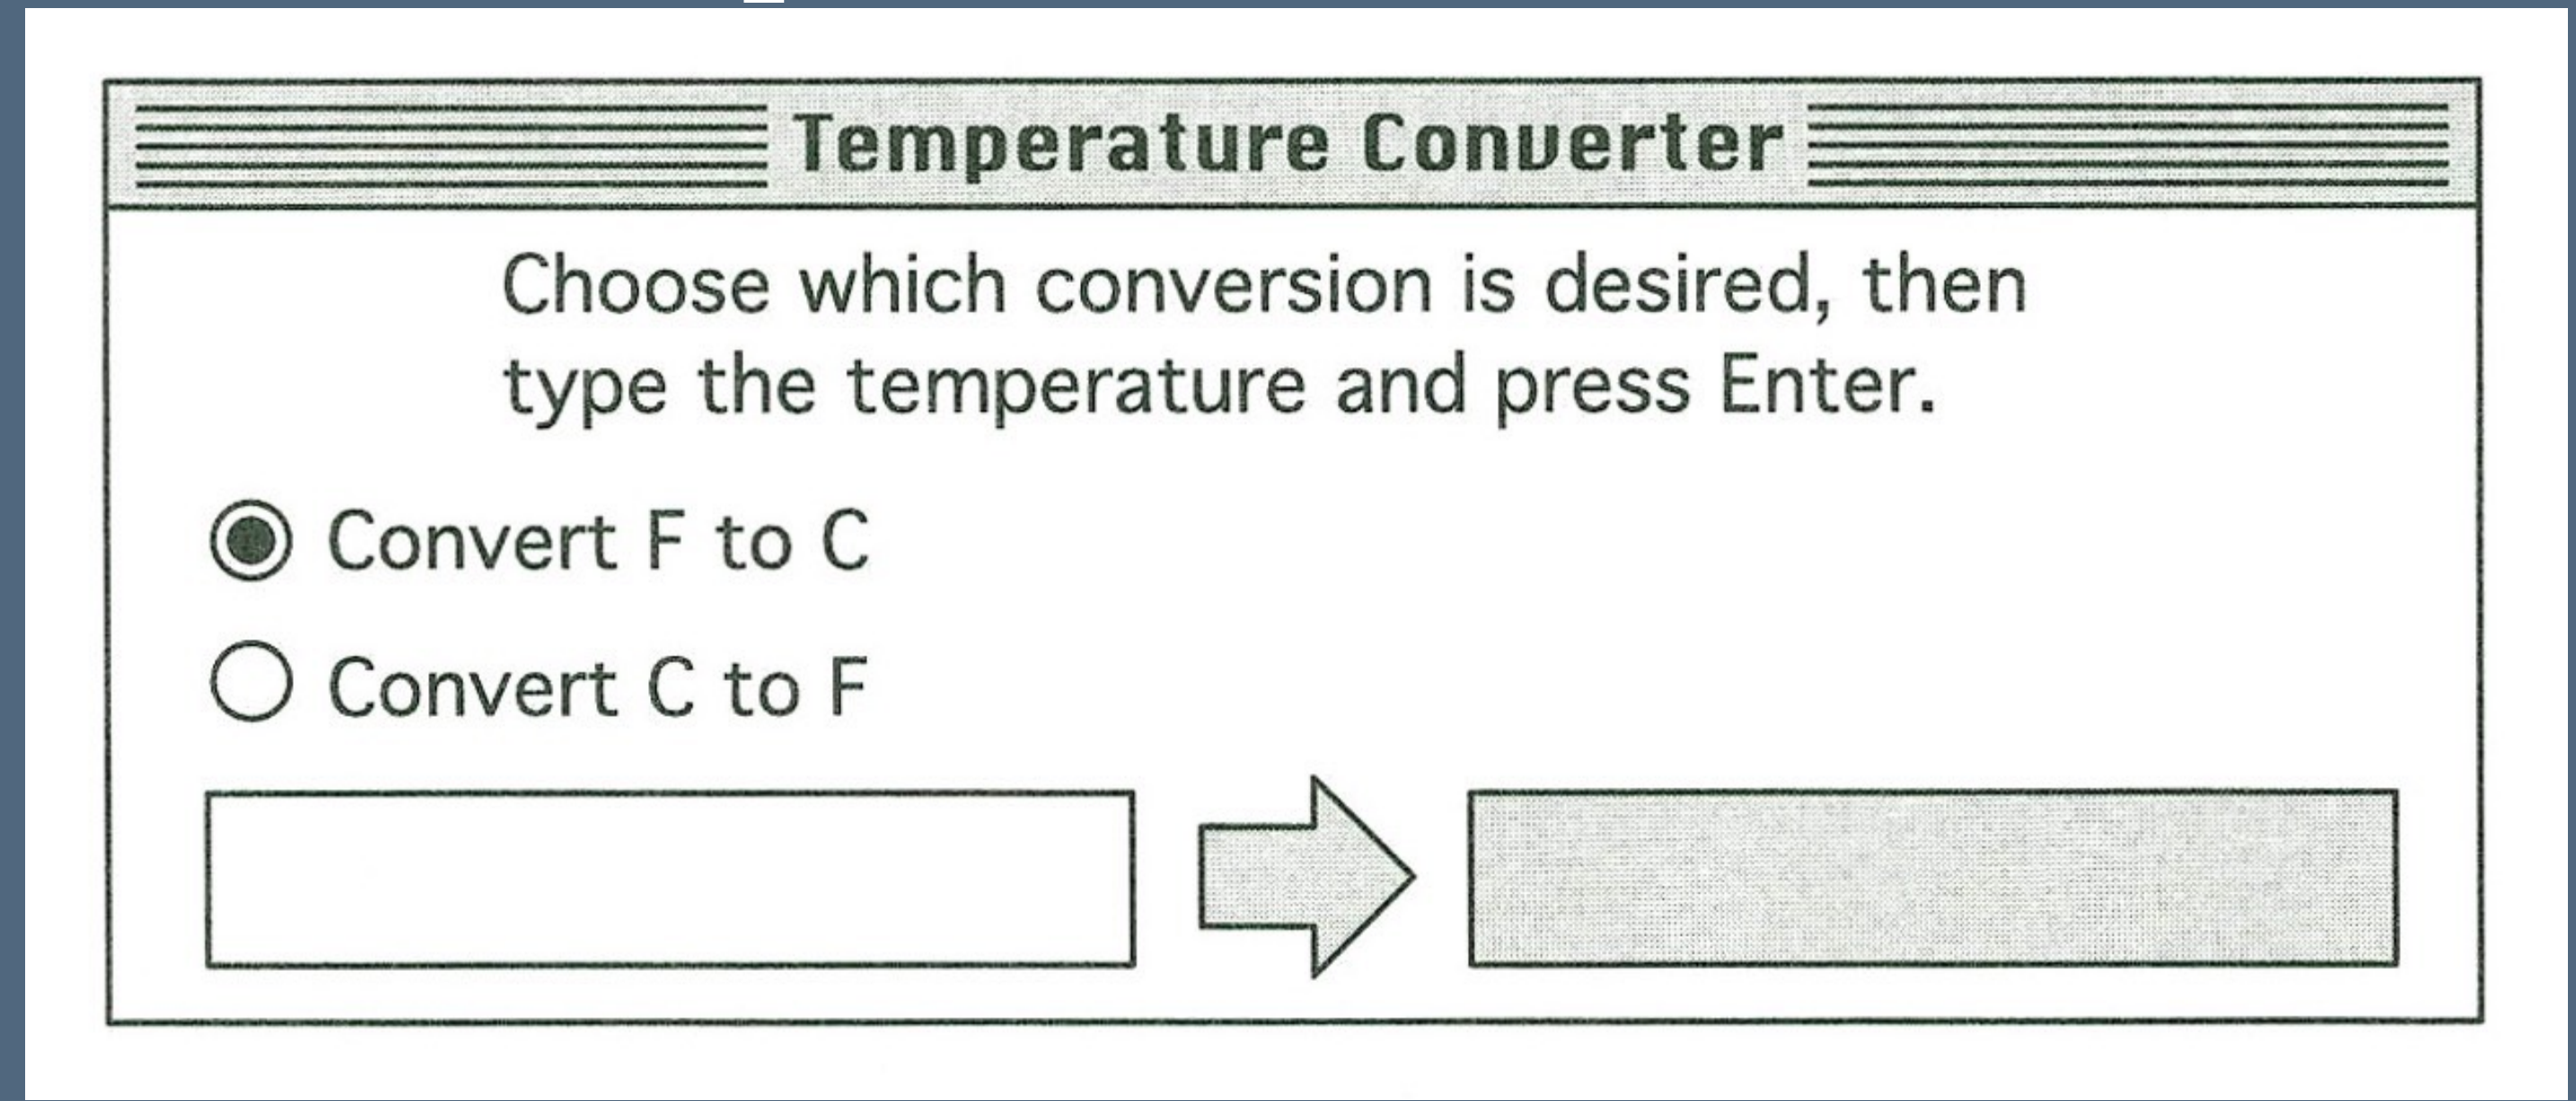 Temperature Converter
Choose which conversion is desired, then
type the temperature and press Enter.
Convert F to C
Convert C to F